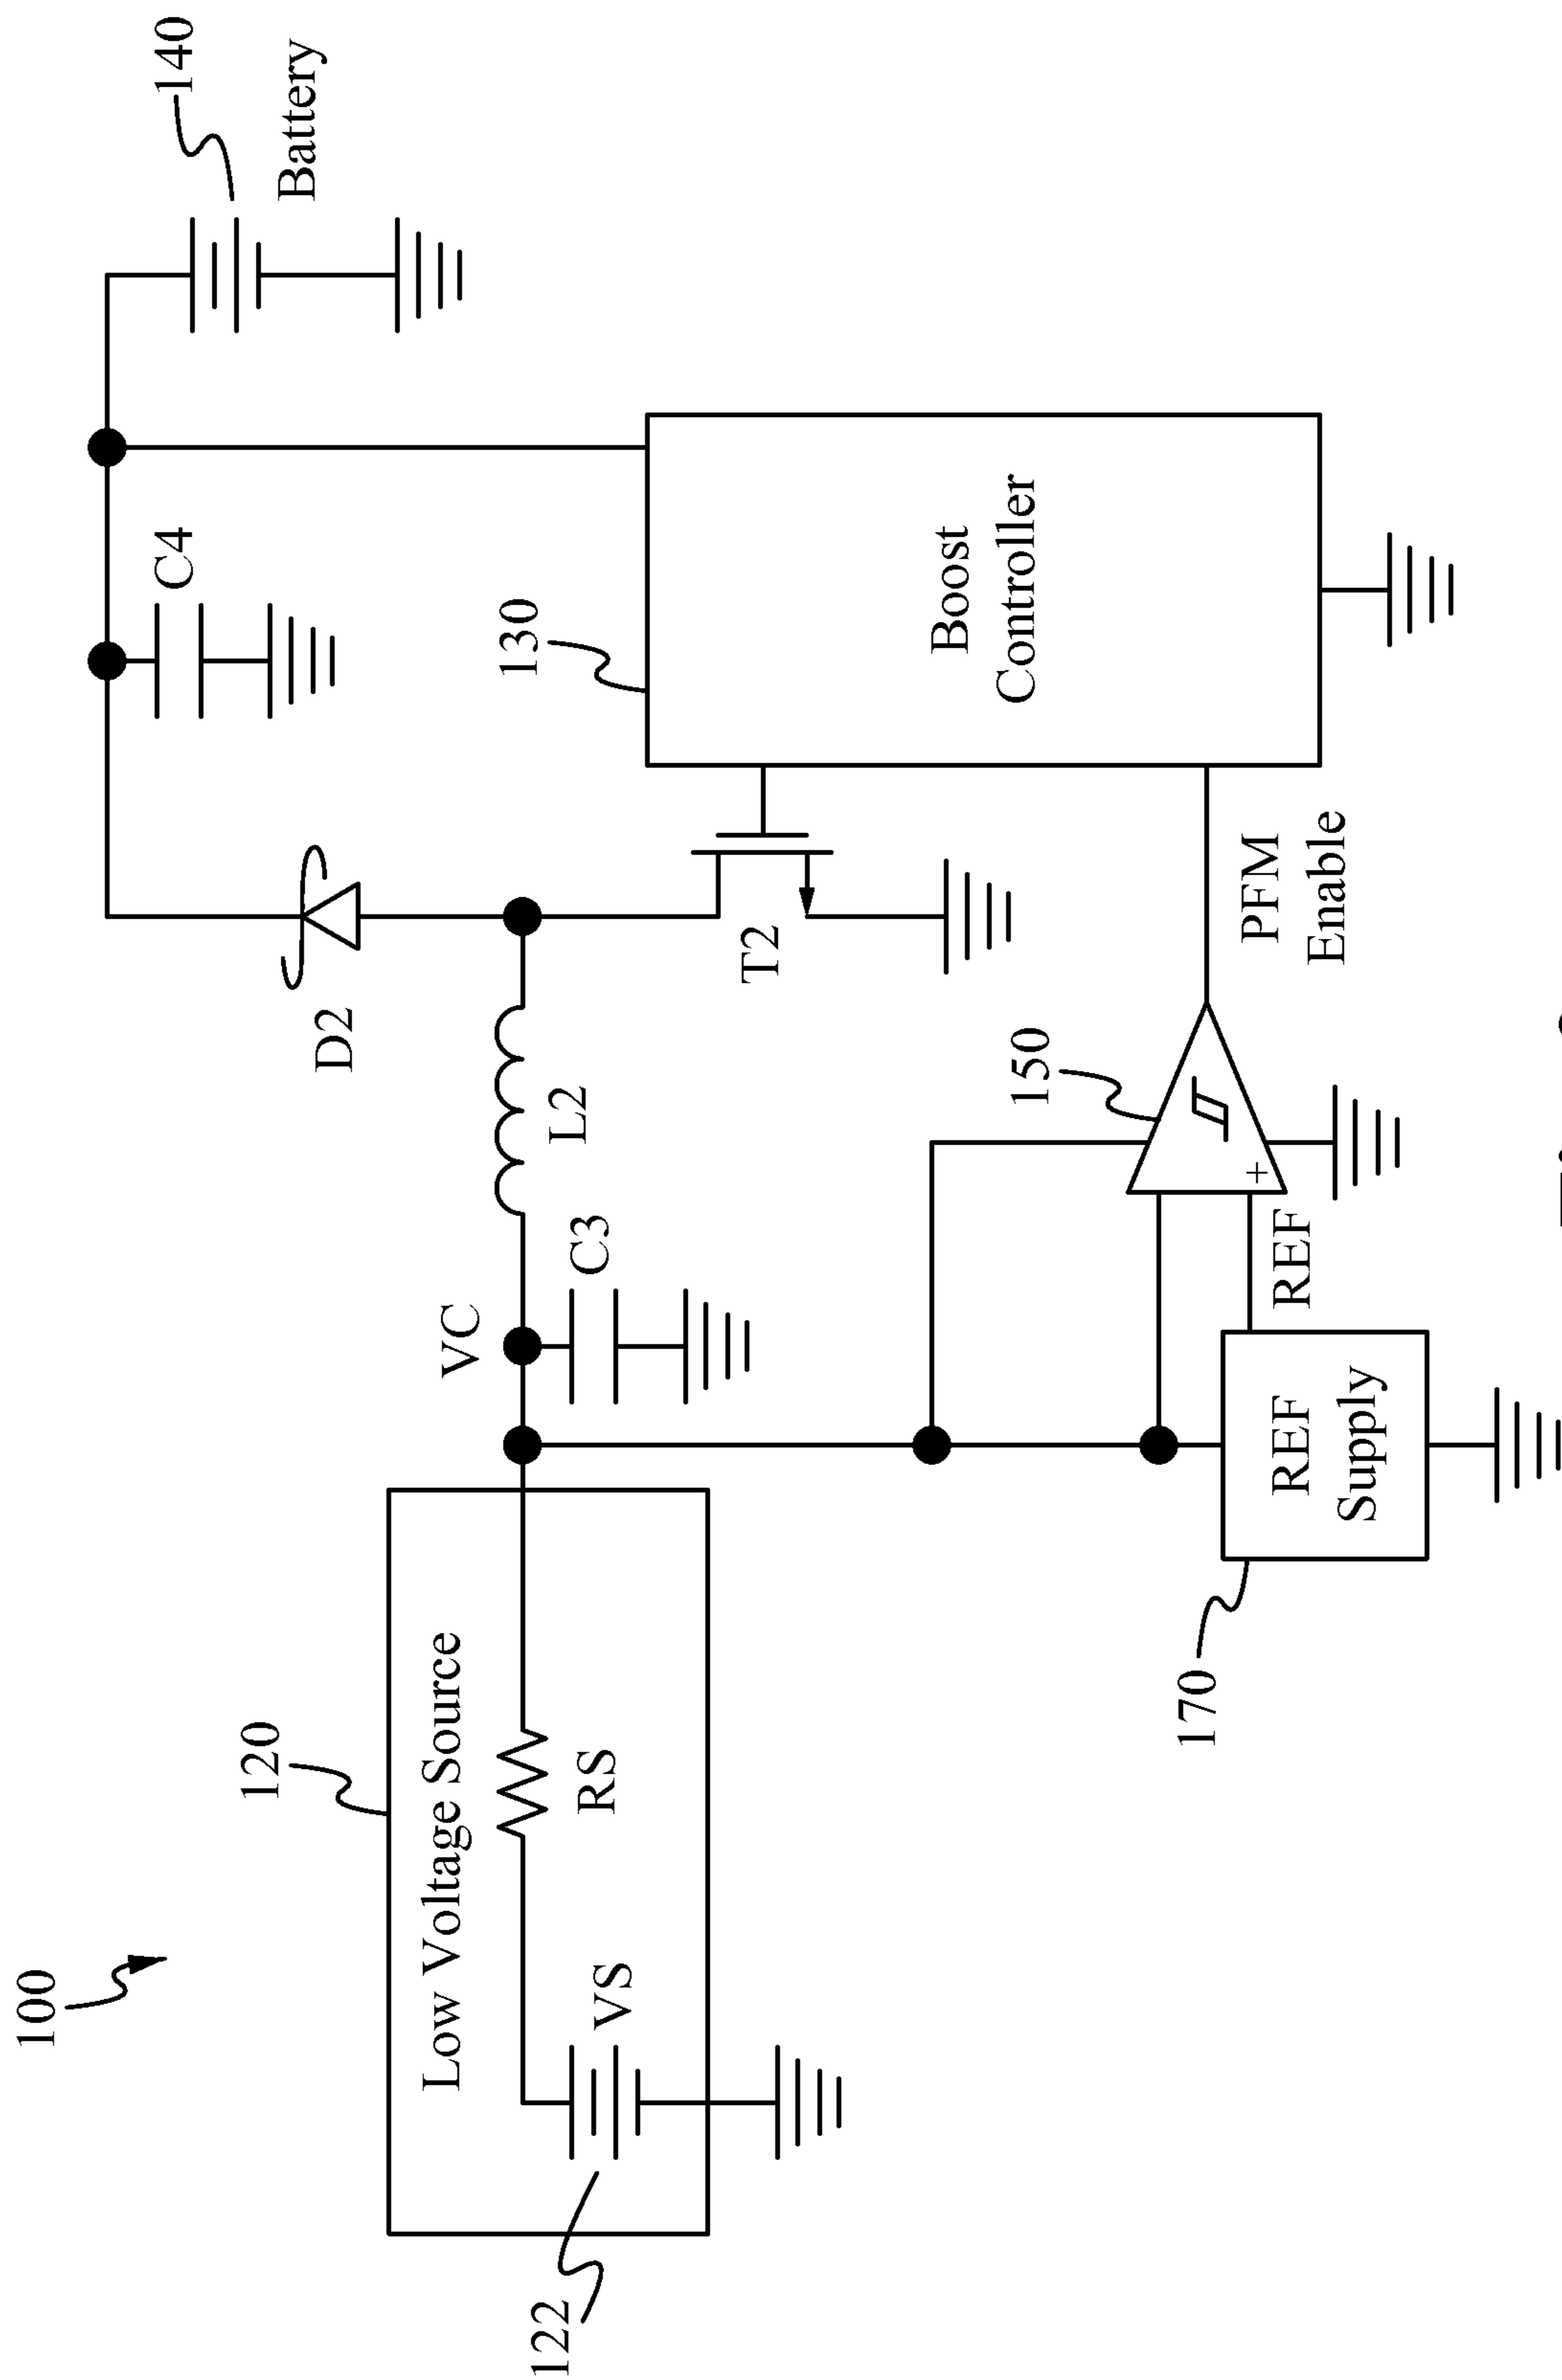 100
120
Low Voltage Source
122
VS
RS
VC
C3
L2
D2
T2
C4
140
Battery
130
Boost
Controller
150
PFM
Enable
+
REF
REF
Supply
170